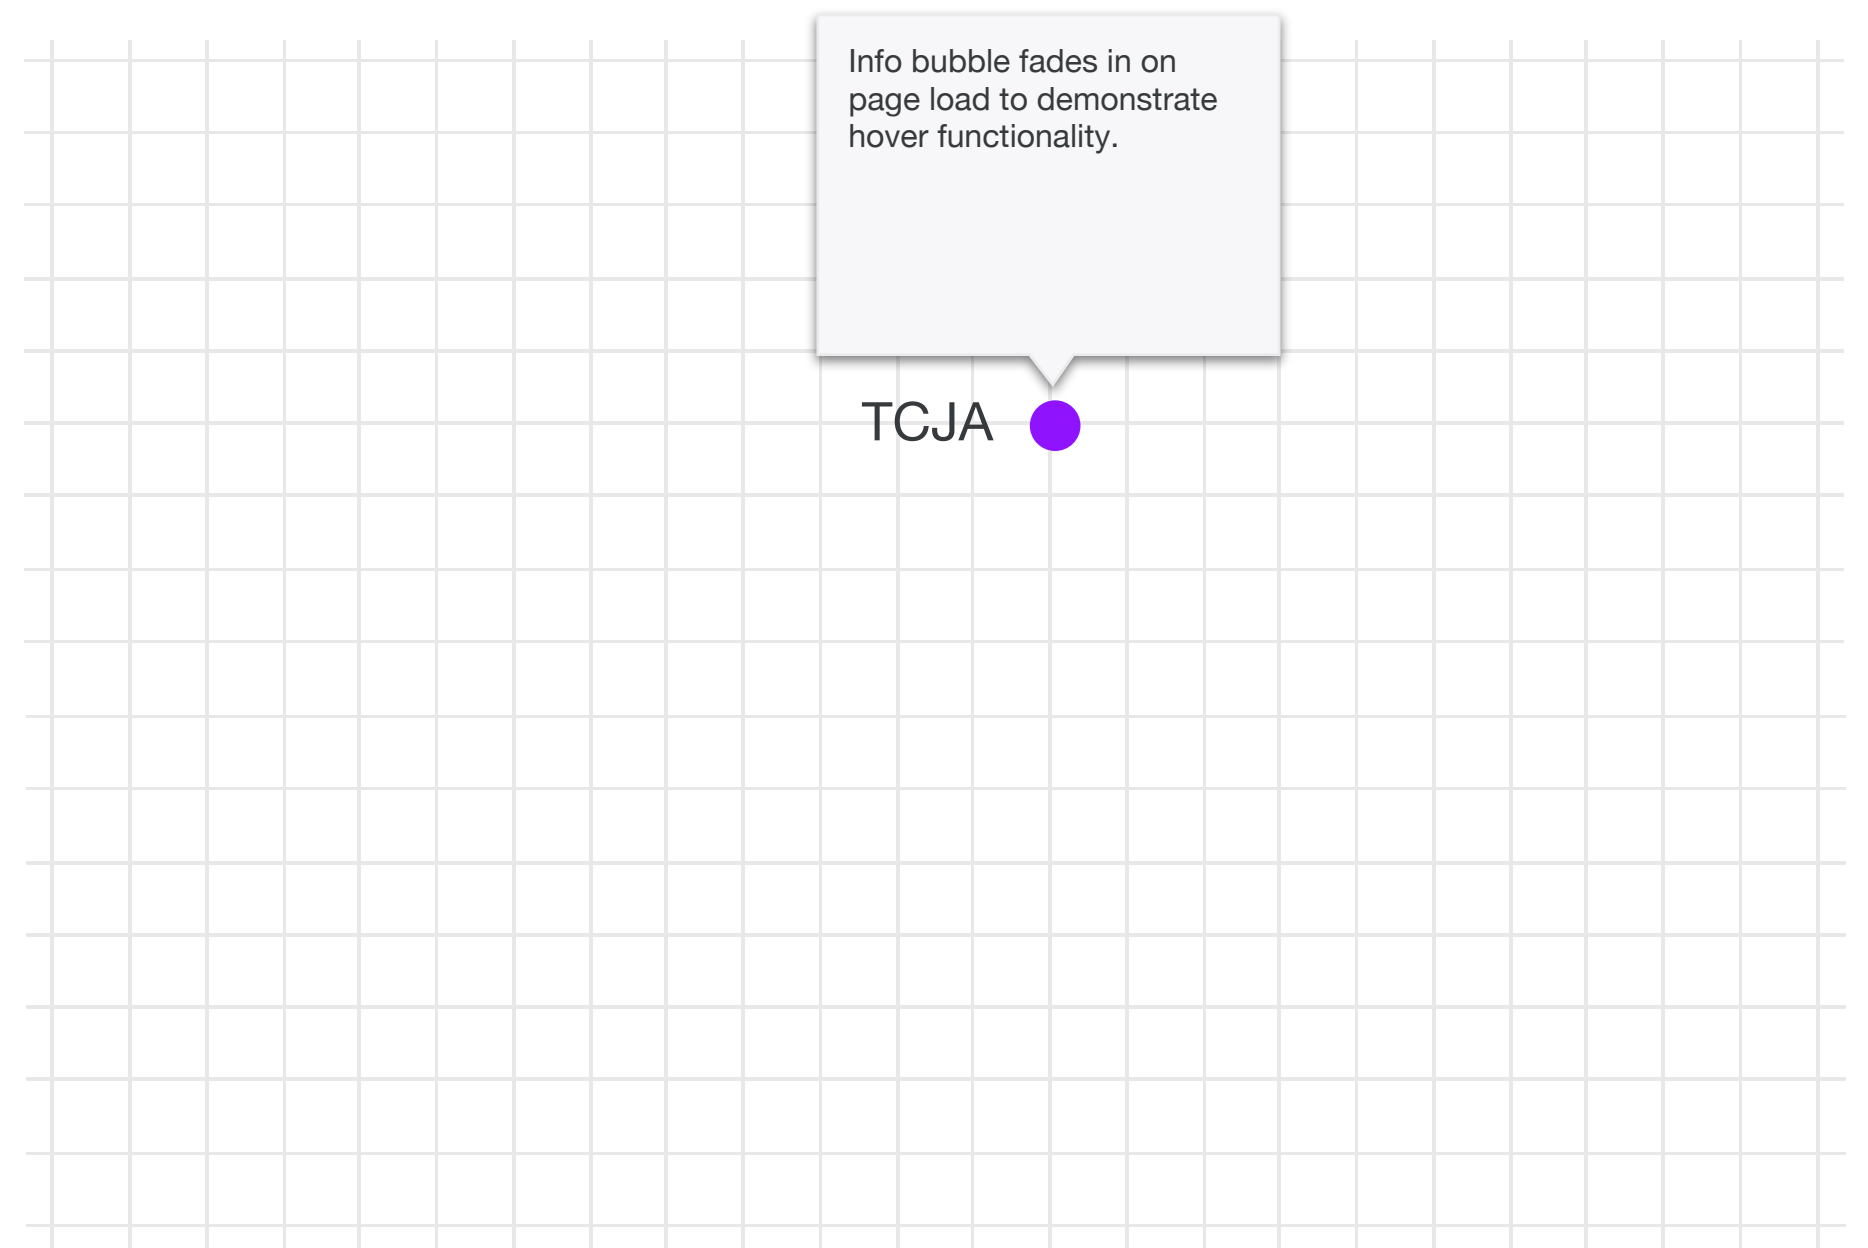 Info bubble fades in on
page load to demonstrate
hover functionality.
TCJA